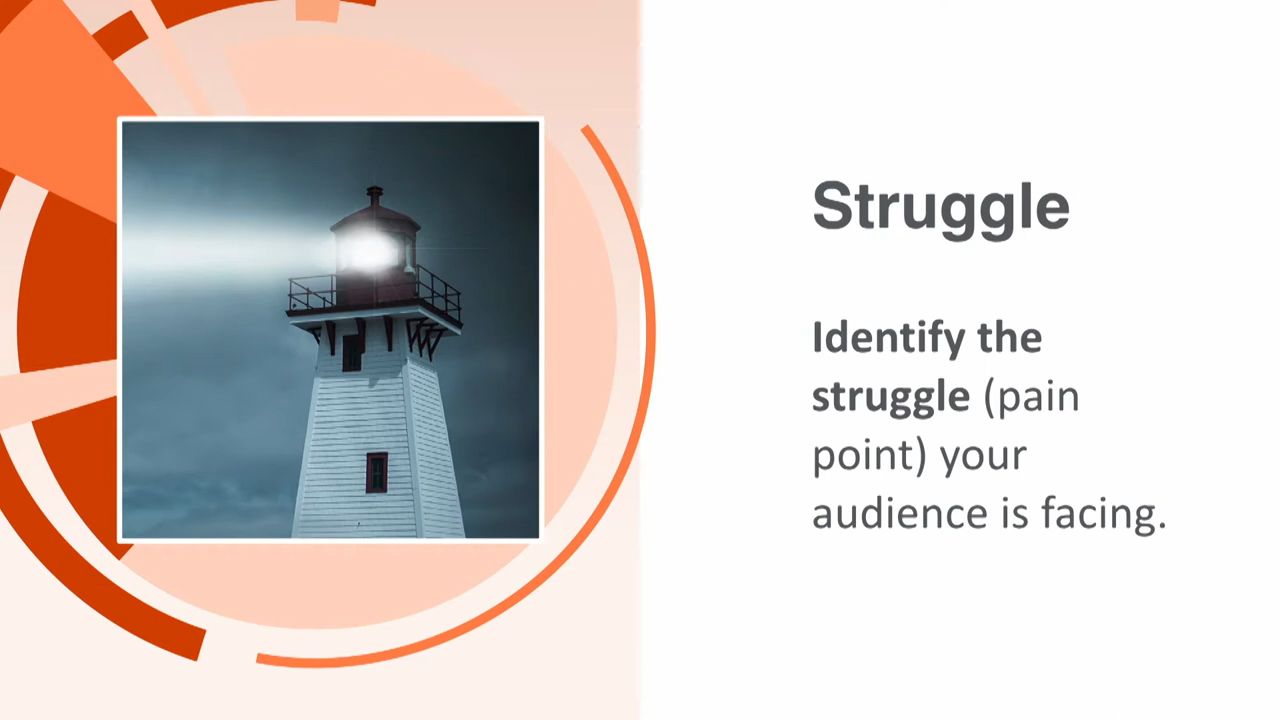 Struggle
Identify the
struggle (pain
point) your
audience is facing.